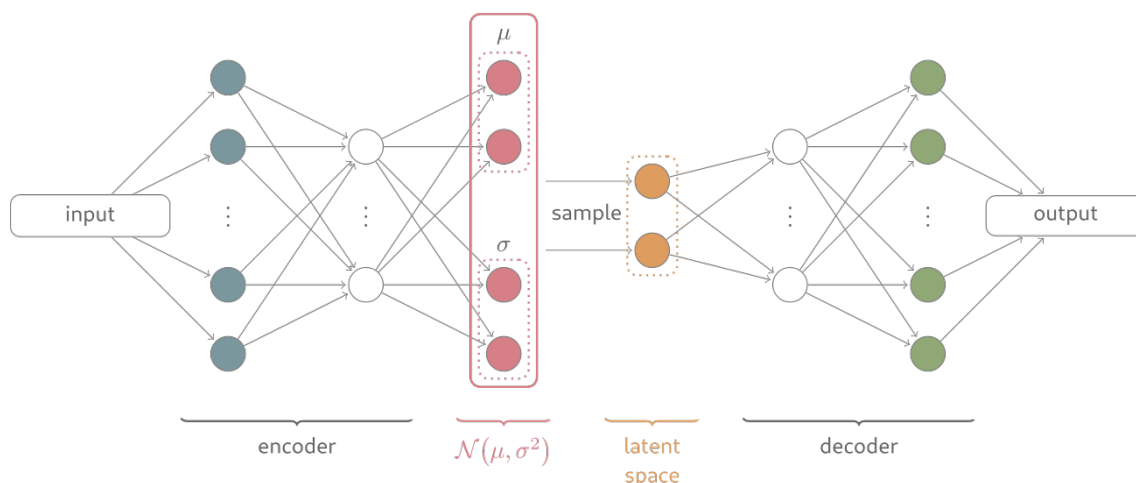 μ
input
⋮
⋮
sample
⋮
⋮
output
σ
encoder
𝒩(μ, σ²)
latent
space
decoder